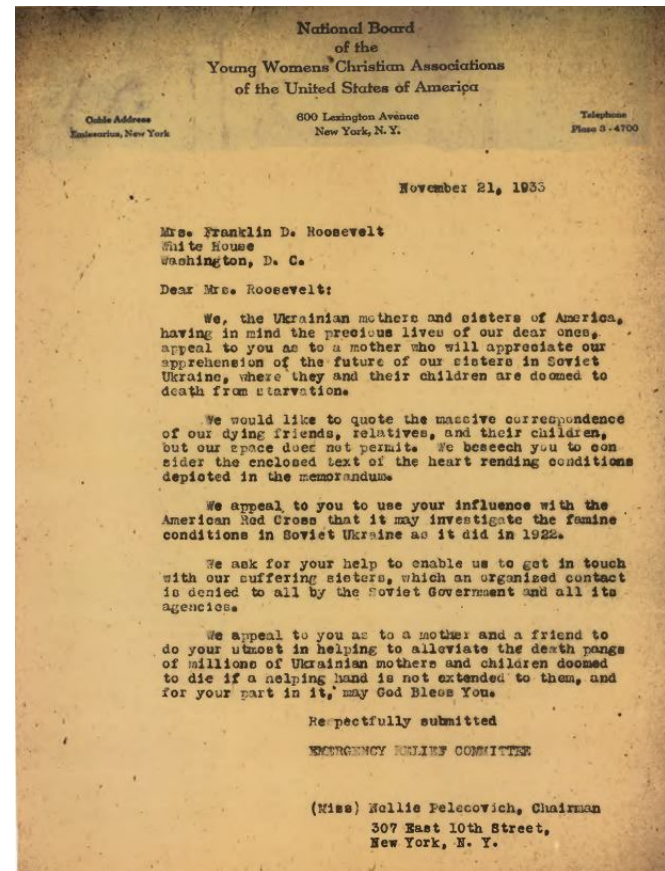 National Board
of the
Young Womens Christian Associations
of the United States of America
Cable Address
Emissarius, New York
600 Lexington Avenue
New York, N. Y.
Telephone
Plaza 3 - 4700
November 21, 1933
Mrs. Franklin D. Roosevelt
White House
Washington, D. C.
Dear Mrs. Roosevelt:
We, the Ukrainian mothers and sisters of America,
having in mind the precious lives of our dear ones,
appeal to you as to a mother who will appreciate our
apprehension of the future of our sisters in Soviet
Ukraine, where they and their children are doomed to
death from starvation.
We would like to quote the massive correspondence
of our dying friends, relatives, and their children,
but our space does not permit. We beseech you to con
sider the enclosed text of the heart rending conditions
depicted in the memorandum.
We appeal to you to use your influence with the
American Red Cross that it may investigate the famine
conditions in Soviet Ukraine as it did in 1922.
We ask for your help to enable us to get in touch
with our suffering sisters, which an organized contact
is denied to all by the Soviet Government and all its
agencies.
We appeal to you as to a mother and a friend to
do your utmost in helping to alleviate the death pangs
of millions of Ukrainian mothers and children doomed
to die if a helping hand is not extended to them, and
for your part in it, may God Bless You.
Respectfully submitted
EMERGENCY RELIEF COMMITTEE
(Miss) Nellie Pelecovich, Chairman
307 East 10th Street,
New York, N. Y.